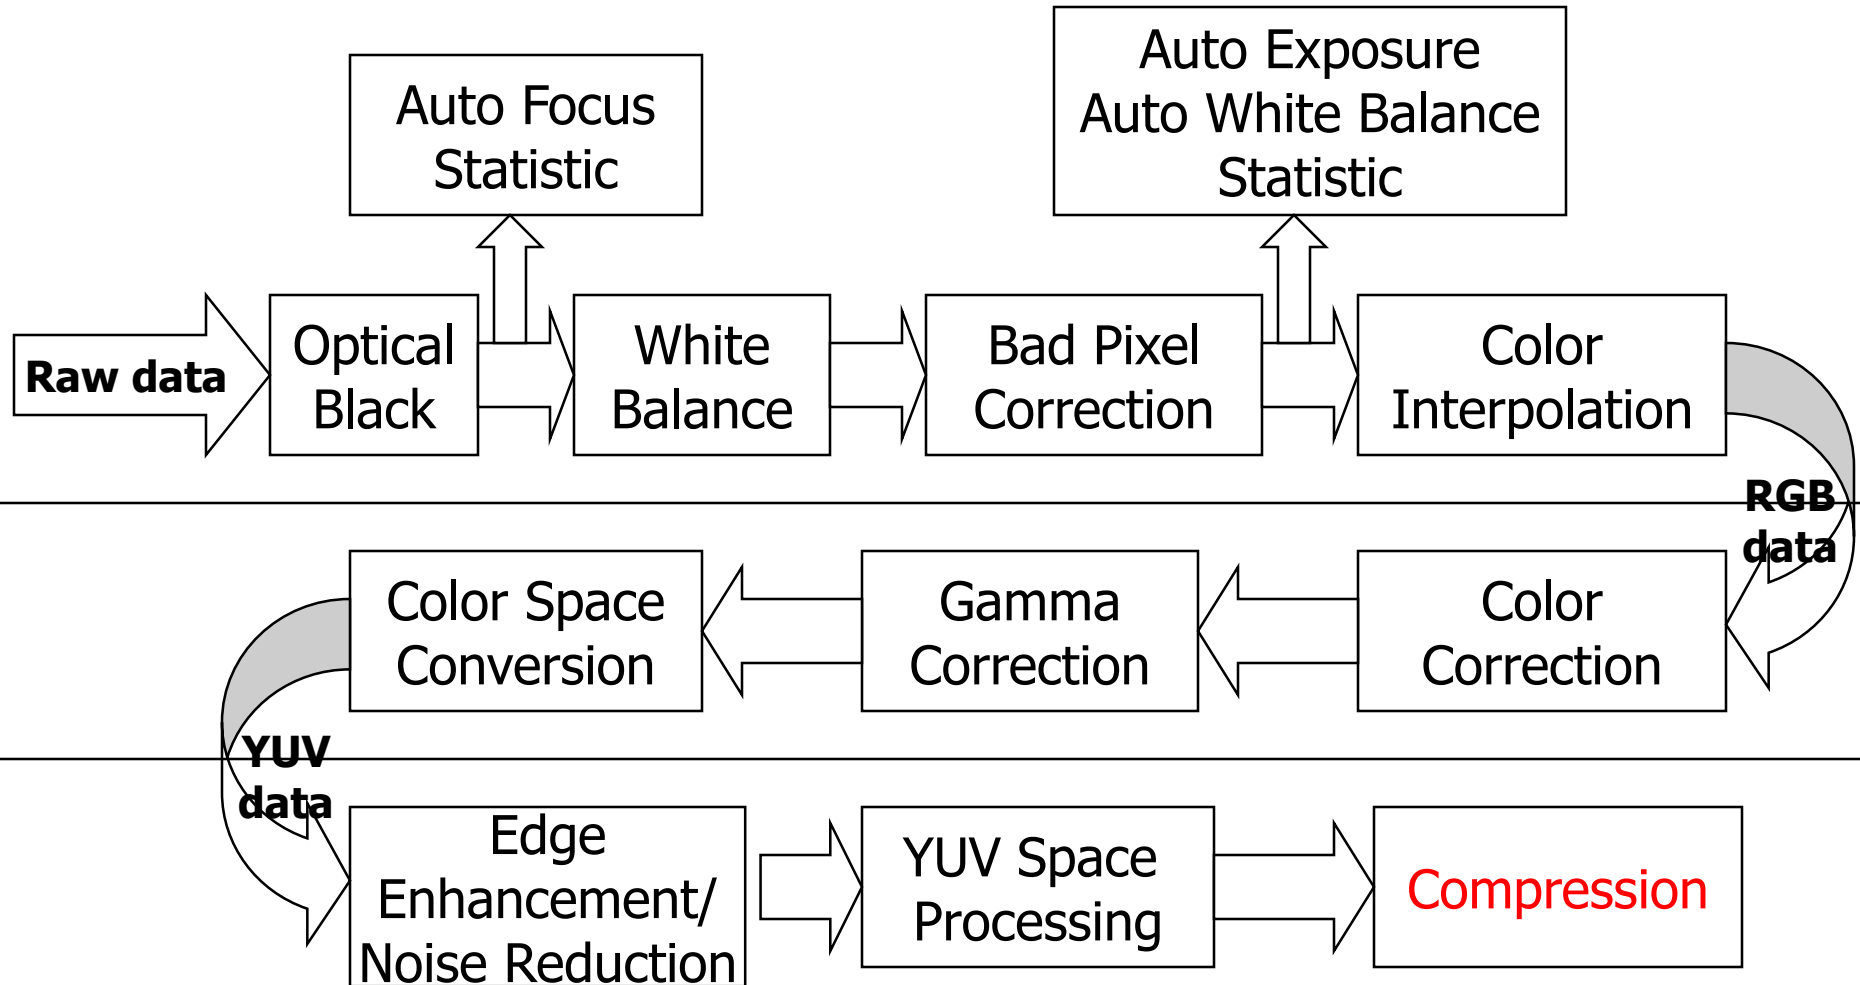 Auto Focus
Statistic
Auto Exposure
Auto White Balance
Statistic
Raw data
Optical
Black
White
Balance
Bad Pixel
Correction
Color
Interpolation
RGB
data
Color
Correction
Gamma
Correction
Color Space
Conversion
YUV
data
Edge
Enhancement/
Noise Reduction
YUV Space
Processing
Compression